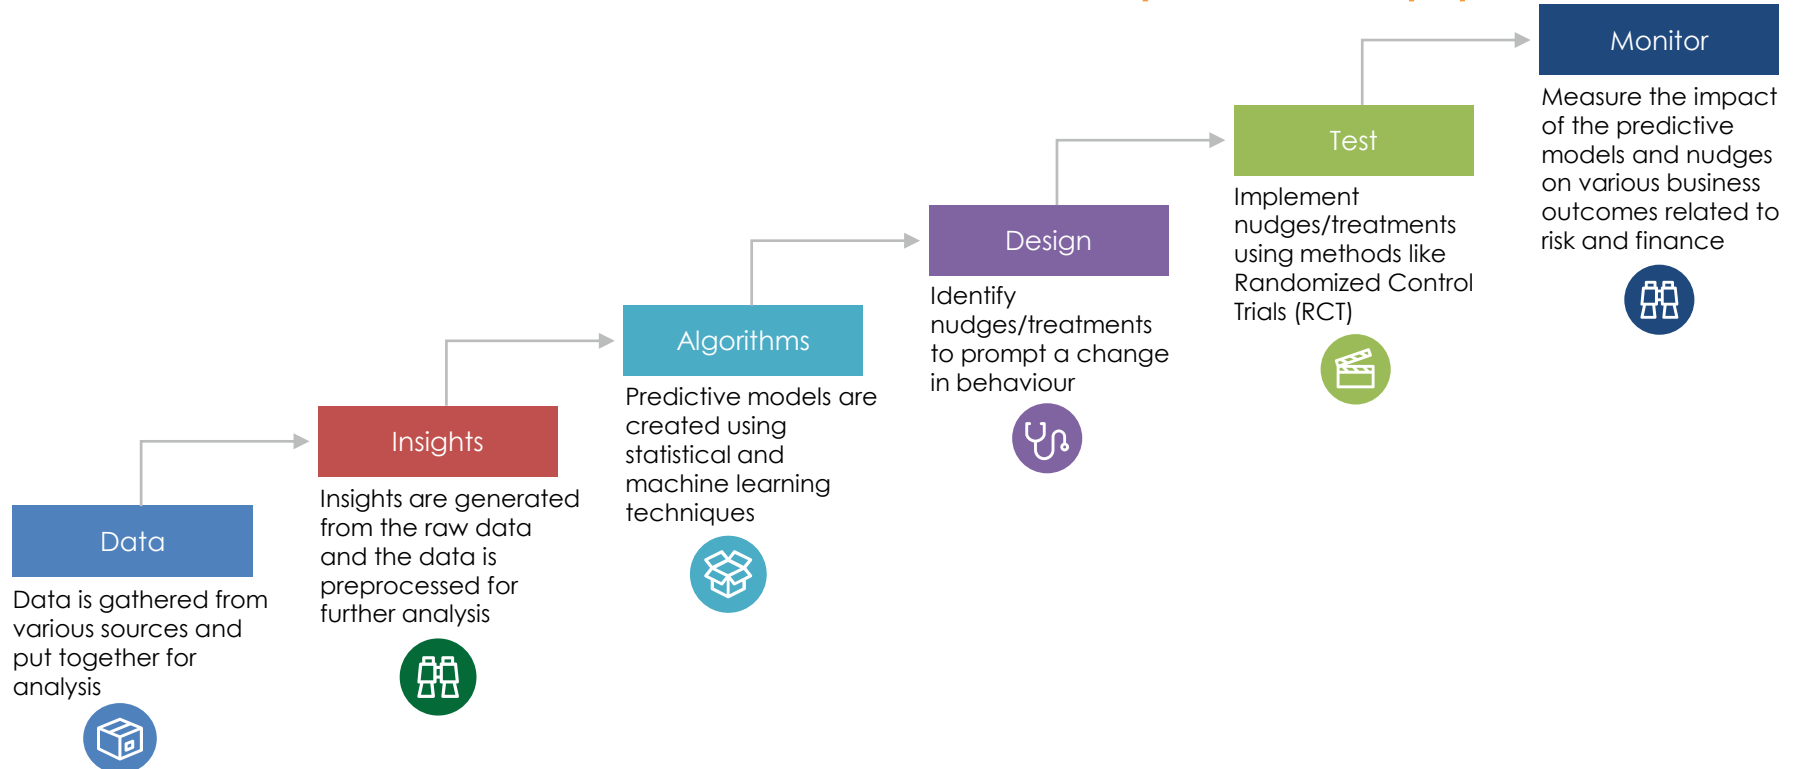 Monitor
Measure the impact
of the predictive
models and nudges
on various business
outcomes related to
risk and finance
Test
Implement
nudges/treatments
using methods like
Randomized Control
Trials (RCT)
Design
Identify
nudges/treatments
to prompt a change
in behaviour
Algorithms
Predictive models are
created using
statistical and
machine learning
techniques
Insights
Insights are generated
from the raw data
and the data is
preprocessed for
further analysis
Data
Data is gathered from
various sources and
put together for
analysis